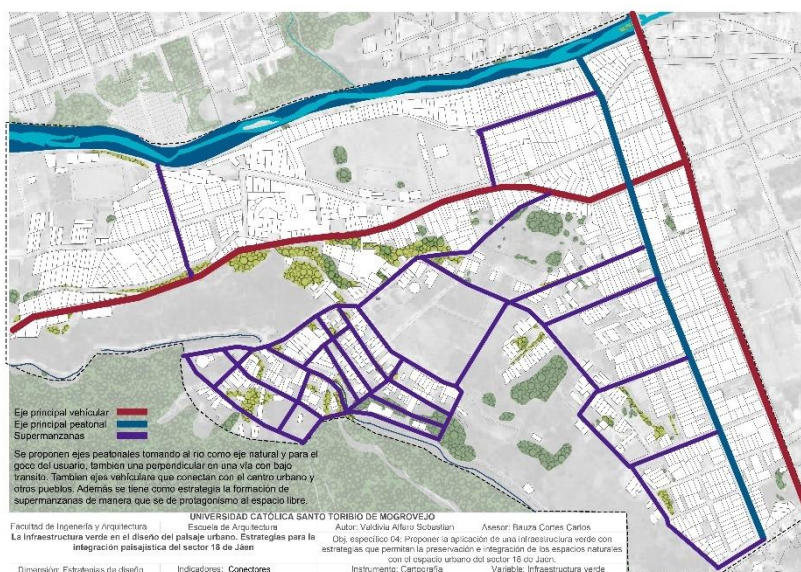 Eje principal vehícular
Eje principal peatonal
Supermanzanas
Se proponen ejes peatonales tomando al rio como eje natural y para el
goce del usuario, tambien una perpendicular en una via con bajo
transito. Tambien ejes vehículare que conectan con el centro urbano y
otros pueblos. Además se tiene como estrategia la formación de
supermanzanas de manera que se de protagonismo al espacio libre.
UNIVERSIDAD CATÓLICA SANTO TORIBIO DE MOGROVEJO
Facultad de Ingenería y Arquitectura Escuela de Arquitectura Autor: Valdivia Alfaro Sebastian Asesor: Bauza Cortes Carlos
La infraestructura verde en el diseño del paisaje urbano. Estrategias para la
integración paisajística del sector 18 de Jáen
Obj. específico 04: Proponer la aplicación de una infraestructura verde con
estrategias que permitan la preservación e integración de los espacios naturales
con el espacio urbano del sector 18 de Jaén.
Dimensión: Estrategias de diseño Indicadores: Conectores Instrumento: Cartografía Variable: Infraestructura verde